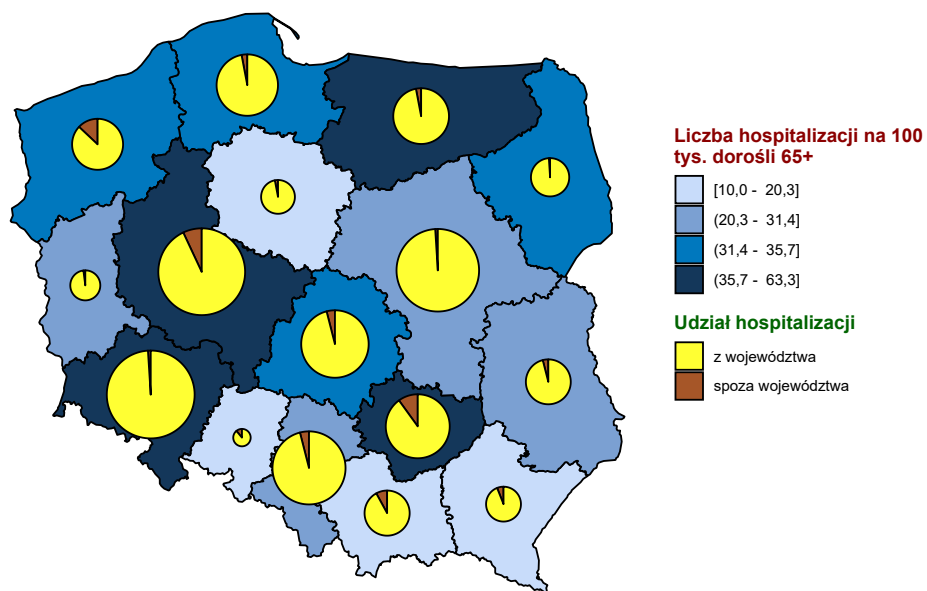 Liczba hospitalizacji na 100
tys. dorośli 65+
[10,0 - 20,3]
(20,3 - 31,4]
(31,4 - 35,7]
(35,7 - 63,3]
Udział hospitalizacji
z województwa
spoza województwa